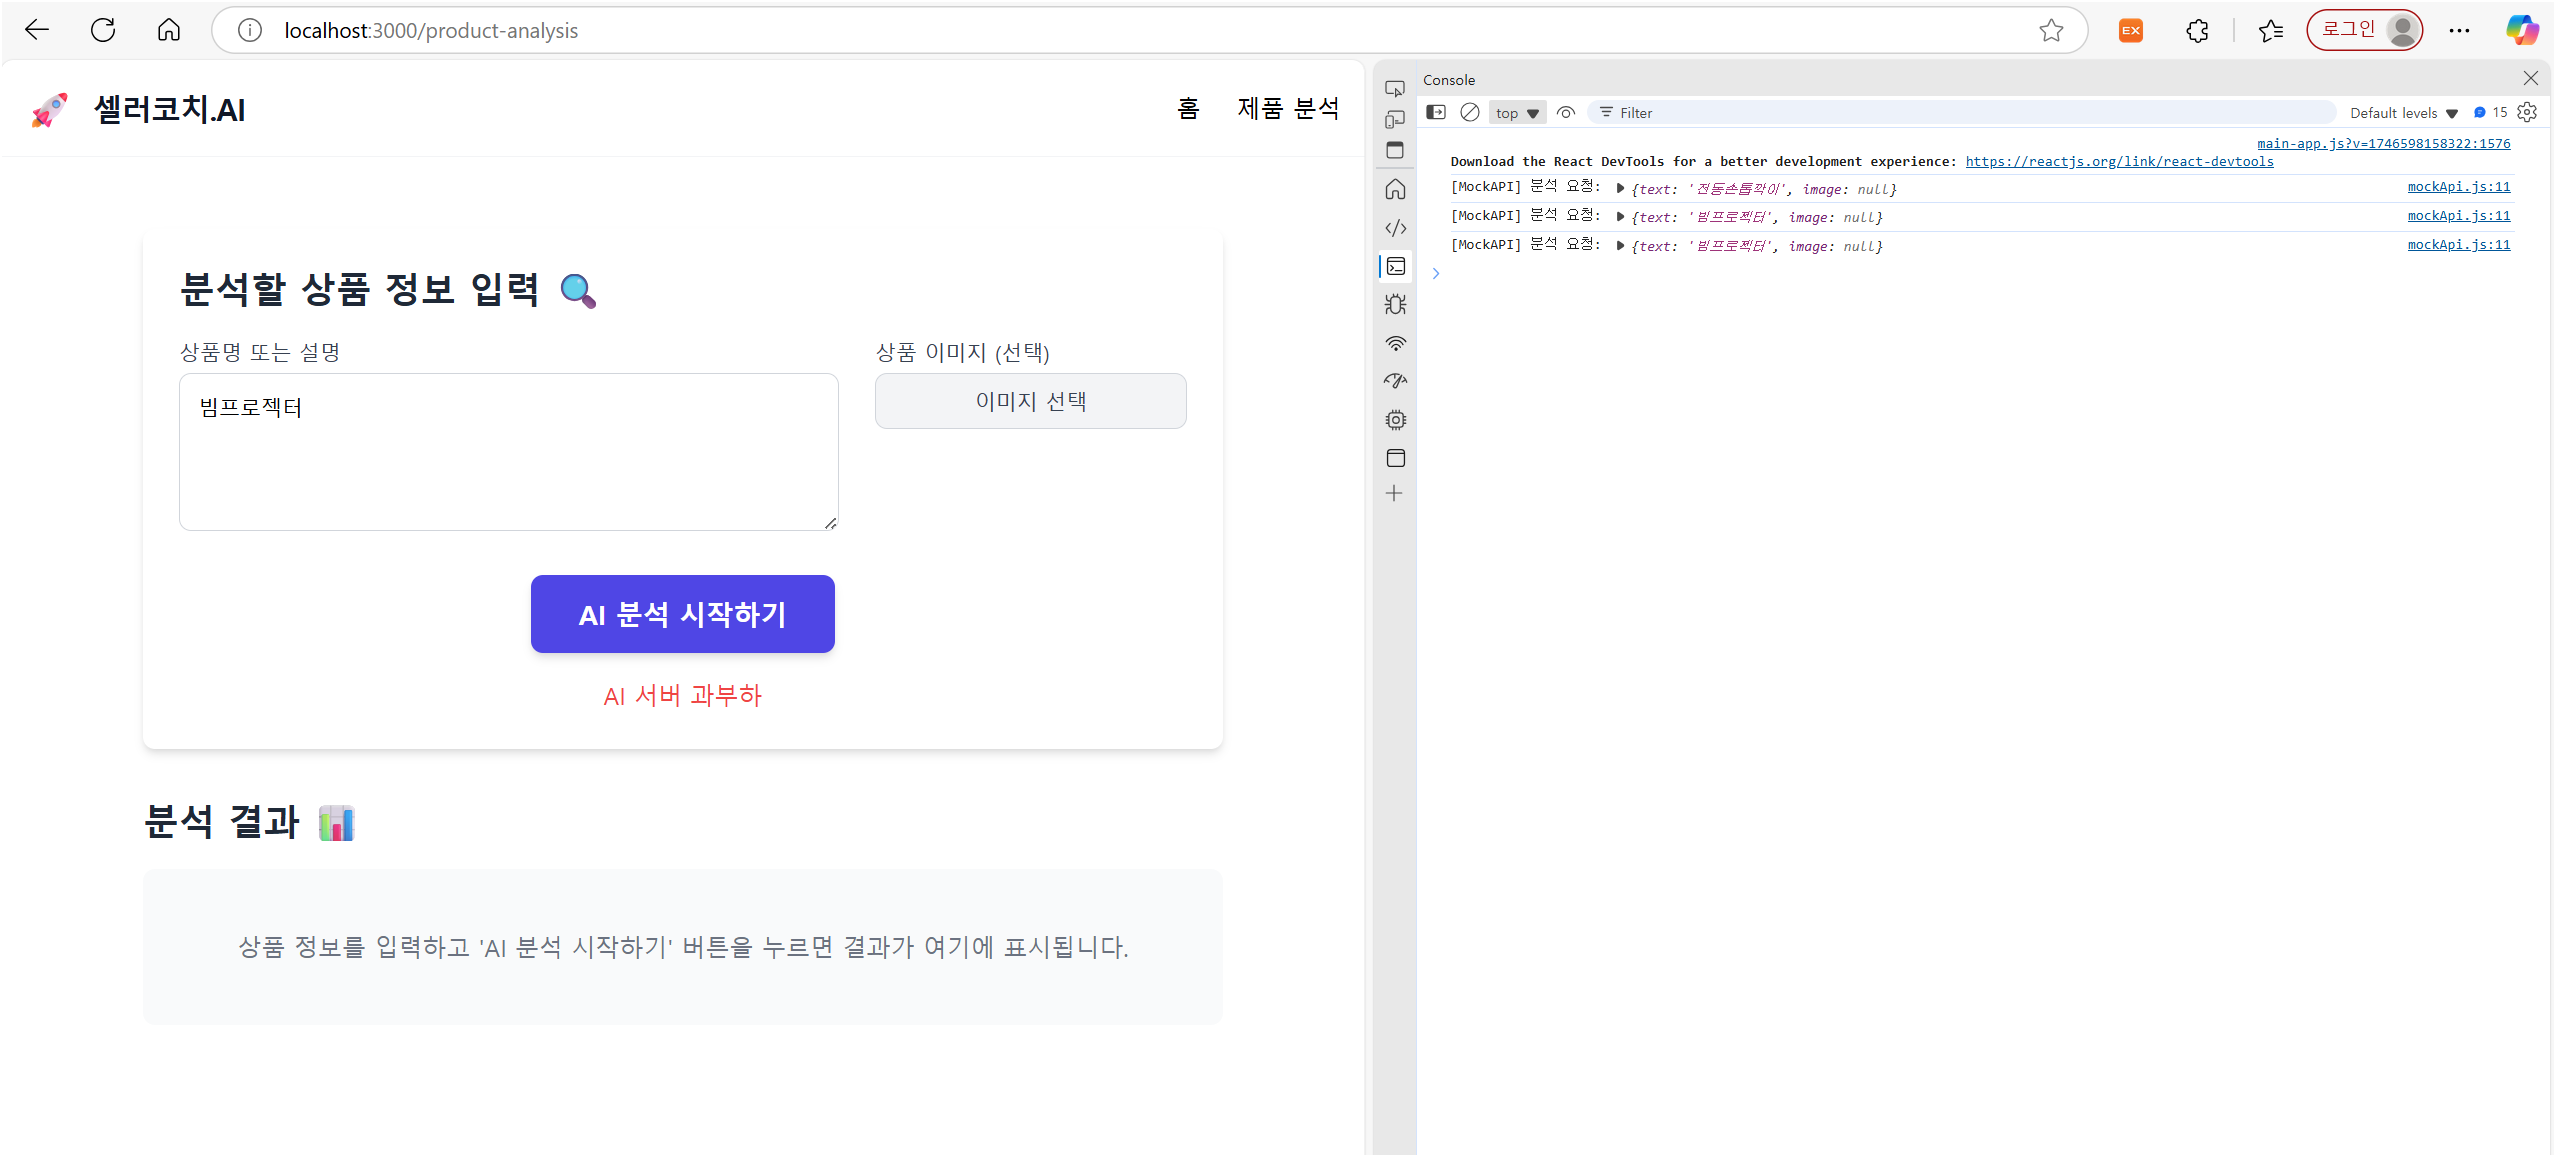 localhost:3000/product-analysis
EX
로그인
셀러코치.AI
홈
제품 분석
분석할 상품 정보 입력
상품명 또는 설명
상품 이미지 (선택)
빔프로젝터
이미지 선택
AI 분석 시작하기
AI 서버 과부하
분석 결과
상품 정보를 입력하고 'AI 분석 시작하기' 버튼을 누르면 결과가 여기에 표시됩니다.
Console
top
Filter
Default levels
15
main-app.js?v=1746598158322:1576
Download the React DevTools for a better development experience: https://reactjs.org/link/react-devtools
[MockAPI] 분석 요청: {text: '전동손톱깍이', image: null} mockApi.js:11
[MockAPI] 분석 요청: {text: '빔프로젝터', image: null} mockApi.js:11
[MockAPI] 분석 요청: {text: '빔프로젝터', image: null} mockApi.js:11